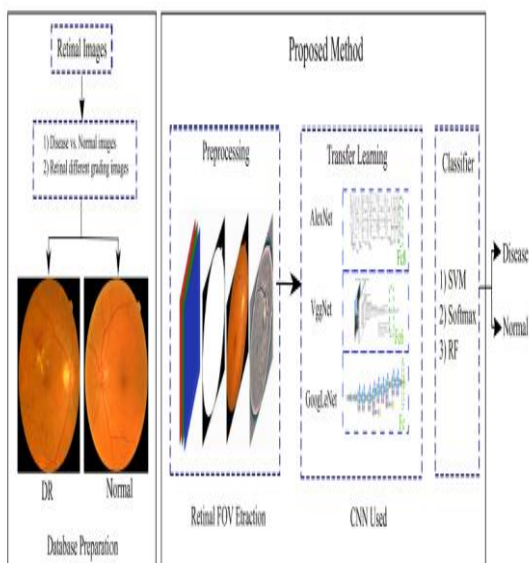 Retinal Images
1) Disease vs. Normal images
2) Retinal different grading images
DR
Normal
Database Preparation
Proposed Method
Preprocessing
Retinal FOV Etraction
Transfer Learning
AlexNet
VggNet
GoogLeNet
CNN Used
Classifier
1) SVM
2) Softmax
3) RF
Disease
Normal